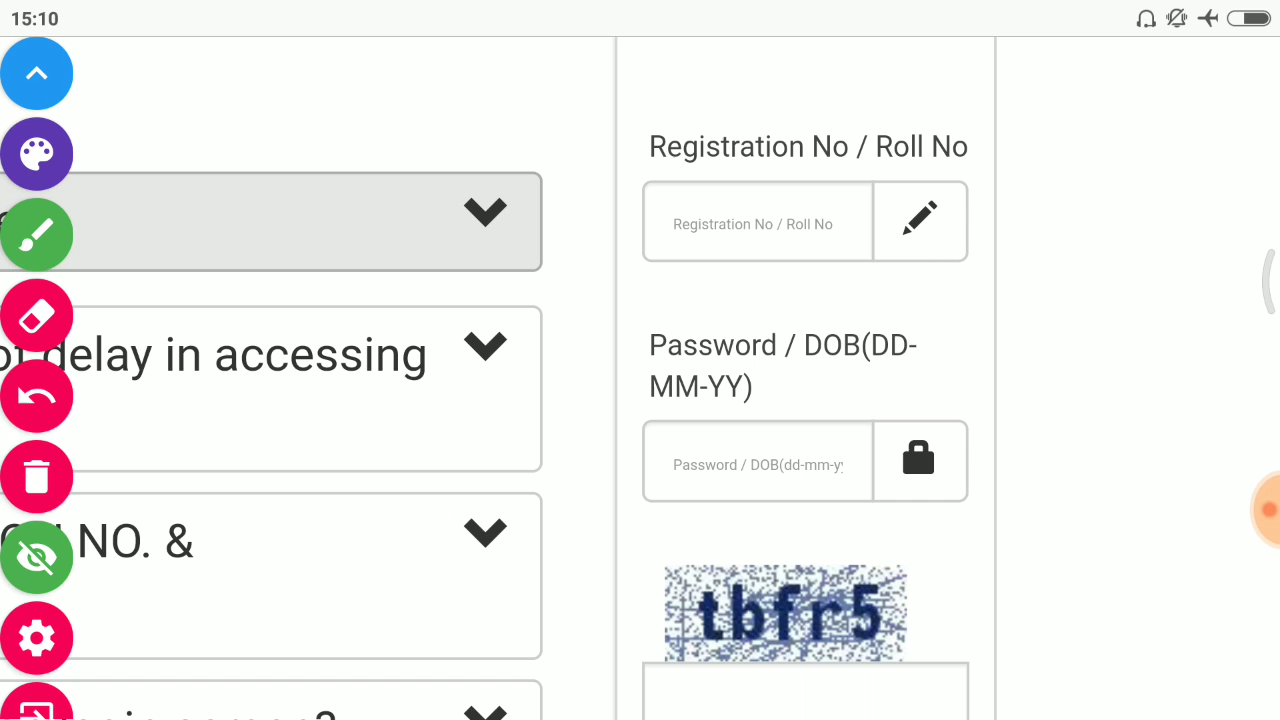 15:10
of delay in accessing
NO. &
Registration No / Roll No
Registration No / Roll No
Password / DOB(DD-
MM-YY)
Password / DOB(dd-mm-y
tbfr5